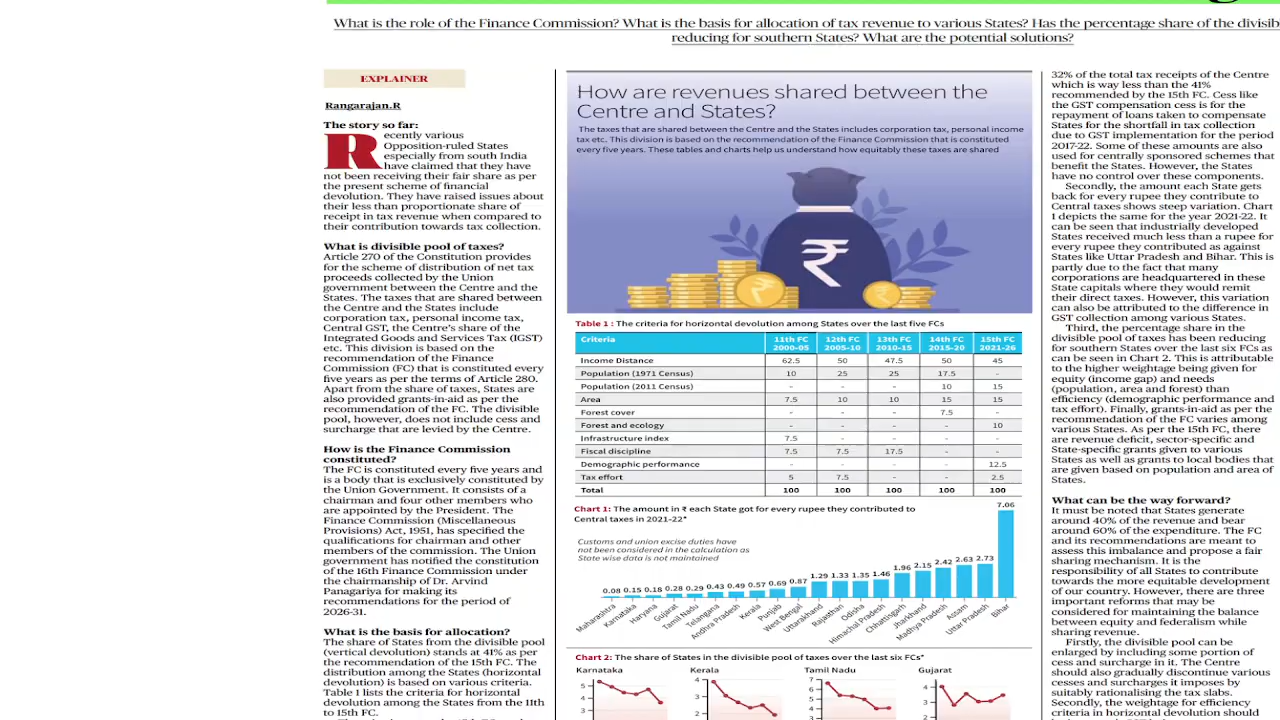 What is the role of the Finance Commission? What is the basis for allocation of tax revenue to various States? Has the percentage share of the
reducing for southern States? What are the potential solutions?
EXPLAINER
Rangarajan.R
The story so far:
Recently various
Opposition-ruled States
especially from south India
have claimed that they have
not been receiving their fair share as per
the present scheme of financial
devolution. They have raised issues about
their less than proportionate share of
receipt in tax revenue when compared to
their contribution towards tax collection.
What is divisible pool of taxes?
Article 270 of the Constitution provides
for the scheme of distribution of net tax
proceeds collected by the Union
government between the Centre and the
States. The taxes that are shared between
the Centre and the States include
corporation tax, personal income tax,
Central GST, the Centre's share of the
Integrated Goods and Services Tax (IGST)
etc. This division is based on the
recommendation of the Finance
Commission (FC) that is constituted every
five years as per the terms of Article 280.
Apart from the share of taxes, States are
also provided grants-in-aid as per the
recommendation of the FC. The divisible
pool, however, does not include cess and
surcharge that are levied by the Centre.
How is the Finance Commission
constituted?
The FC is constituted every five years and
is a body that is exclusively constituted by
the Union Government. It consists of a
chairman and four other members who
are appointed by the President. The
Finance Commission (Miscellaneous
Provisions) Act, 1951, has specified the
qualifications for chairman and other
members of the commission. The Union
government has notified the constitution
of the 16th Finance Commission under
the chairmanship of Dr. Arvind
Panagariya for making its
recommendations for the period of
2026-31.
What is the basis for allocation?
The share of States from the divisible pool
(vertical devolution) stands at 41% as per
the recommendation of the 15th FC. The
distribution among the States (horizontal
devolution) is based on various criteria.
Table 1 lists the criteria for horizontal
devolution among the States from the 11th
to 15th FC.
How are revenues shared between the
Centre and States?
The taxes that are shared between the Centre and the States includes corporation tax, personal income
tax etc. This division is based on the recommendation of the Finance Commission that is constituted
every five years. These tables and charts help us understand how equitably these taxes are shared
₹
Table 1 : The criteria for horizontal devolution among States over the last five FCs
Criteria 11th FC 2000-05 12th FC 2005-10 13th FC 2010-15 14th FC 2015-20 15th FC 2021-26
Income Distance 62.5 50 47.5 50 45
Population (1971 Census) 10 25 25 17.5 -
Population (2011 Census) - - - 10 15
Area 7.5 10 10 15 15
Forest cover - - - 7.5 -
Forest and ecology - - - - 10
Infrastructure index 7.5 - - - -
Fiscal discipline 7.5 7.5 17.5 - -
Demographic performance - - - - 12.5
Tax effort 5 7.5 - - 2.5
Total 100 100 100 100 100
Chart 1: The amount in ₹ each State got for every rupee they contributed to
Central taxes in 2021-22*
Customs and union excise duties have
not been considered in the calculation as
State wise data is not maintained
0.08 0.15 0.18 0.28 0.29 0.43 0.49 0.57 0.69 0.87 1.29 1.33 1.35 1.46 1.96 2.15 2.42 2.63 2.73 7.06
Maharashtra Karnataka Haryana Gujarat Tamil Nadu Telangana Andhra Pradesh Kerala Punjab West Bengal Uttarakhand Rajasthan Odisha Himachal Pradesh Chhattisgarh Jharkhand Madhya Pradesh Assam Uttar Pradesh Bihar
Chart 2: The share of States in the divisible pool of taxes over the last six FCs*
Karnataka Kerala Tamil Nadu Gujarat
5 4 3
4 3 2
7 6 5 4 3
4 3 2
32% of the total tax receipts of the Centre
which is way less than the 41%
recommended by the 15th FC. Cess like
the GST compensation cess is for the
repayment of loans taken to compensate
States for the shortfall in tax collection
due to GST implementation for the period
2017-22. Some of these amounts are also
used for centrally sponsored schemes that
benefit the States. However, the States
have no control over these components.
Secondly, the amount each State gets
back for every rupee they contribute to
Central taxes shows steep variation. Chart
1 depicts the same for the year 2021-22. It
can be seen that industrially developed
States received much less than a rupee for
every rupee they contributed as against
States like Uttar Pradesh and Bihar. This is
partly due to the fact that many
corporations are headquartered in these
State capitals where they would remit
their direct taxes. However, this variation
can also be attributed to the difference in
GST collection among various States.
Third, the percentage share in the
divisible pool of taxes has been reducing
for southern States over the last six FCs as
can be seen in Chart 2. This is attributable
to the higher weightage being given for
equity (income gap) and needs
(population, area and forest) than
efficiency (demographic performance and
tax effort). Finally, grants-in-aid as per the
recommendation of the FC varies among
various States. As per the 15th FC, there
are revenue deficit, sector-specific and
State-specific grants given to various
States as well as grants to local bodies that
are given based on population and area of
States.
What can be the way forward?
It must be noted that States generate
around 40% of the revenue and bear
around 60% of the expenditure. The FC
and its recommendations are meant to
assess this imbalance and propose a fair
sharing mechanism. It is the
responsibility of all States to contribute
towards the more equitable development
of our country. However, there are three
important reforms that may be
considered for maintaining the balance
between equity and federalism while
sharing revenue.
Firstly, the divisible pool can be
enlarged by including some portion of
cess and surcharge in it. The Centre
should also gradually discontinue various
cesses and surcharges it imposes by
suitably rationalising the tax slabs.
Secondly, the weightage for efficiency
criteria in horizontal devolution should